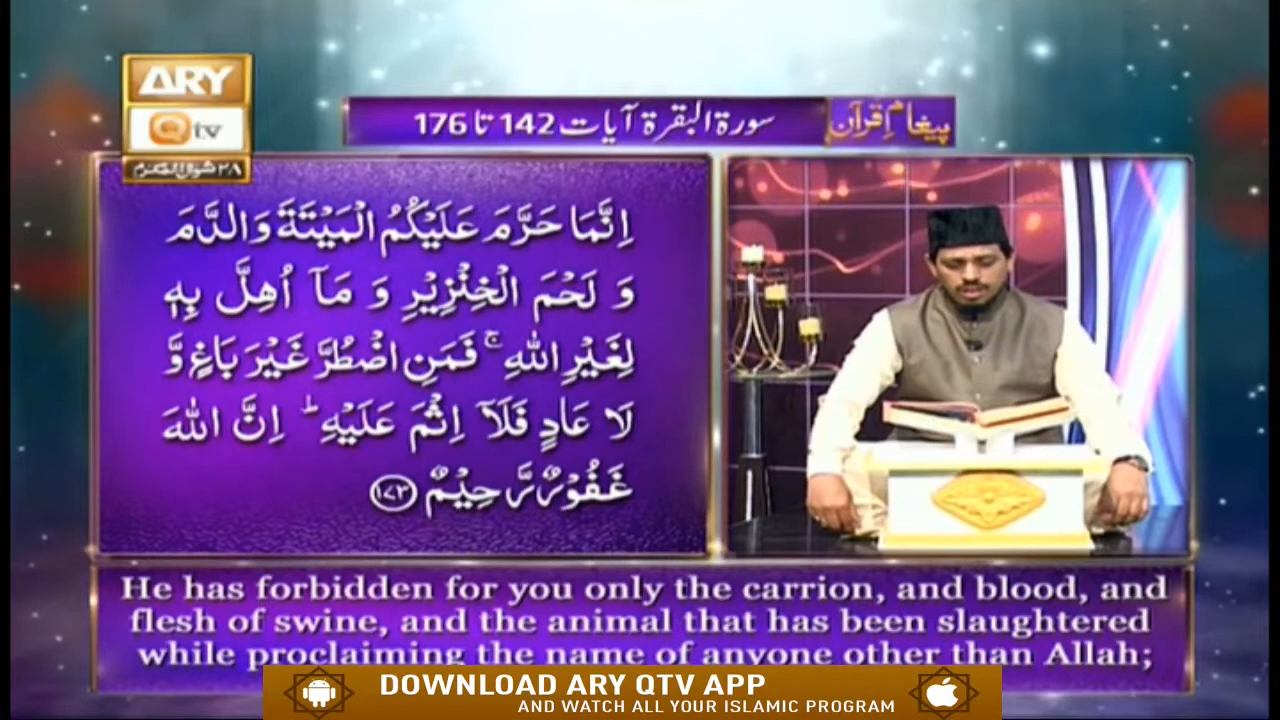 ARY
Qtv
٢٨ شوال المکرم
سورۃ البقرۃ آیات 142 تا 176
پیغامِ قرآن
اِنَّمَا حَرَّمَ عَلَیْکُمُ الْمَیْتَةَ وَ الدَّمَ
وَ لَحْمَ الْخِنْزِیْرِ وَ مَاۤ اُهِلَّ بِهٖ
لِغَیْرِ اللّٰهِ ۚ فَمَنِ اضْطُرَّ غَیْرَ بَاغٍ وَّ
لَا عَادٍ فَلَاۤ اِثْمَ عَلَیْهِ ؕ اِنَّ اللّٰهَ
غَفُوْرٌ رَّحِیْمٌ ﴿۱۷۳﴾
He has forbidden for you only the carrion, and blood, and
flesh of swine, and the animal that has been slaughtered
while proclaiming the name of anyone other than Allah;
DOWNLOAD ARY QTV APP
AND WATCH ALL YOUR ISLAMIC PROGRAM